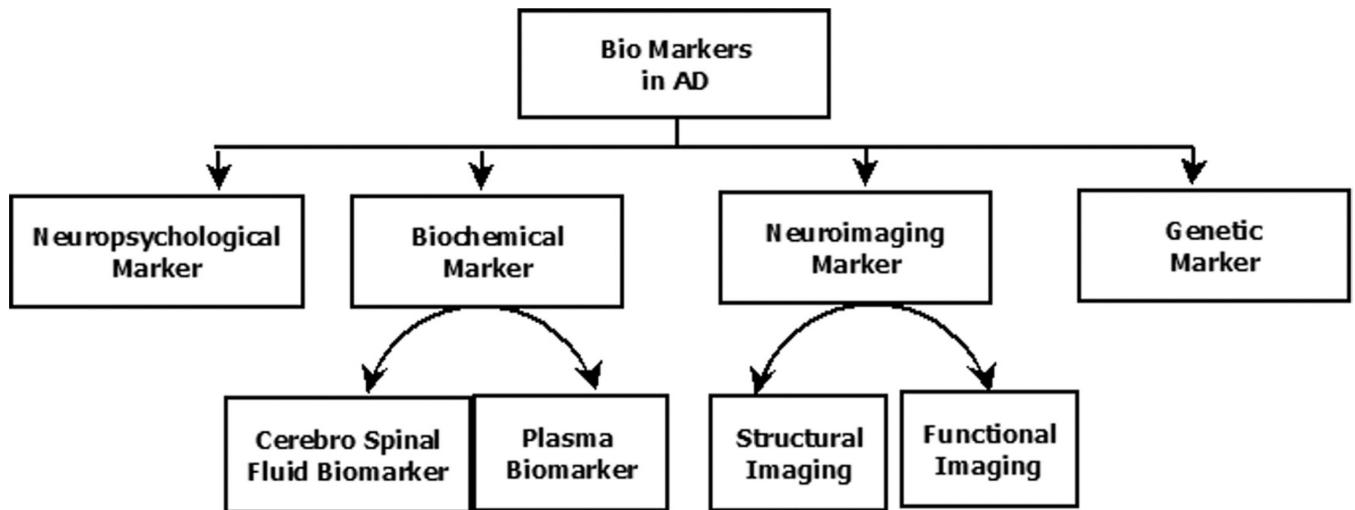 Bio Markers
in AD
Neuropsychological
Marker
Biochemical
Marker
Neuroimaging
Marker
Genetic
Marker
Cerebro Spinal
Fluid Biomarker
Plasma
Biomarker
Structural
Imaging
Functional
Imaging